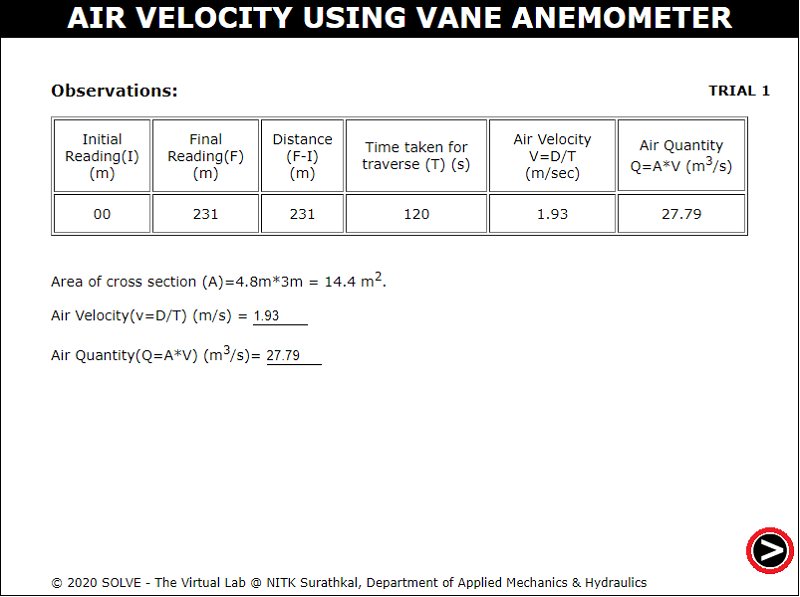 AIR VELOCITY USING VANE ANEMOMETER
Observations:
TRIAL 1
Initial
Reading(I)
(m)
Final
Reading(F)
(m)
Distance
(F-I)
(m)
Time taken for
traverse (T) (s)
Air Velocity
V=D/T
(m/sec)
Air Quantity
Q=A*V (m³/s)
00
231
231
120
1.93
27.79
Area of cross section (A)=4.8m*3m = 14.4 m².
Air Velocity(v=D/T) (m/s) = 1.93
Air Quantity(Q=A*V) (m³/s)= 27.79
© 2020 SOLVE - The Virtual Lab @ NITK Surathkal, Department of Applied Mechanics & Hydraulics